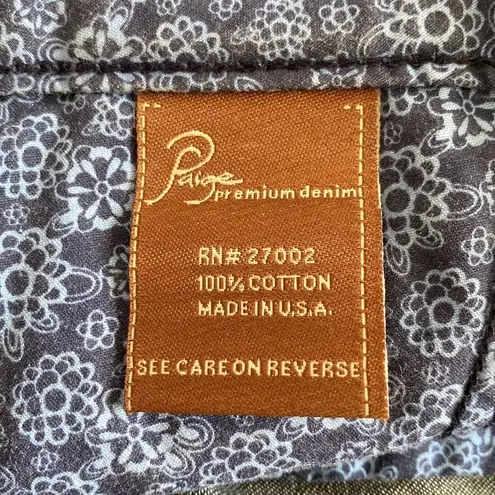 Paige
premium denim
RN# 27002
100% COTTON
MADE IN U.S.A.
SEE CARE ON REVERSE